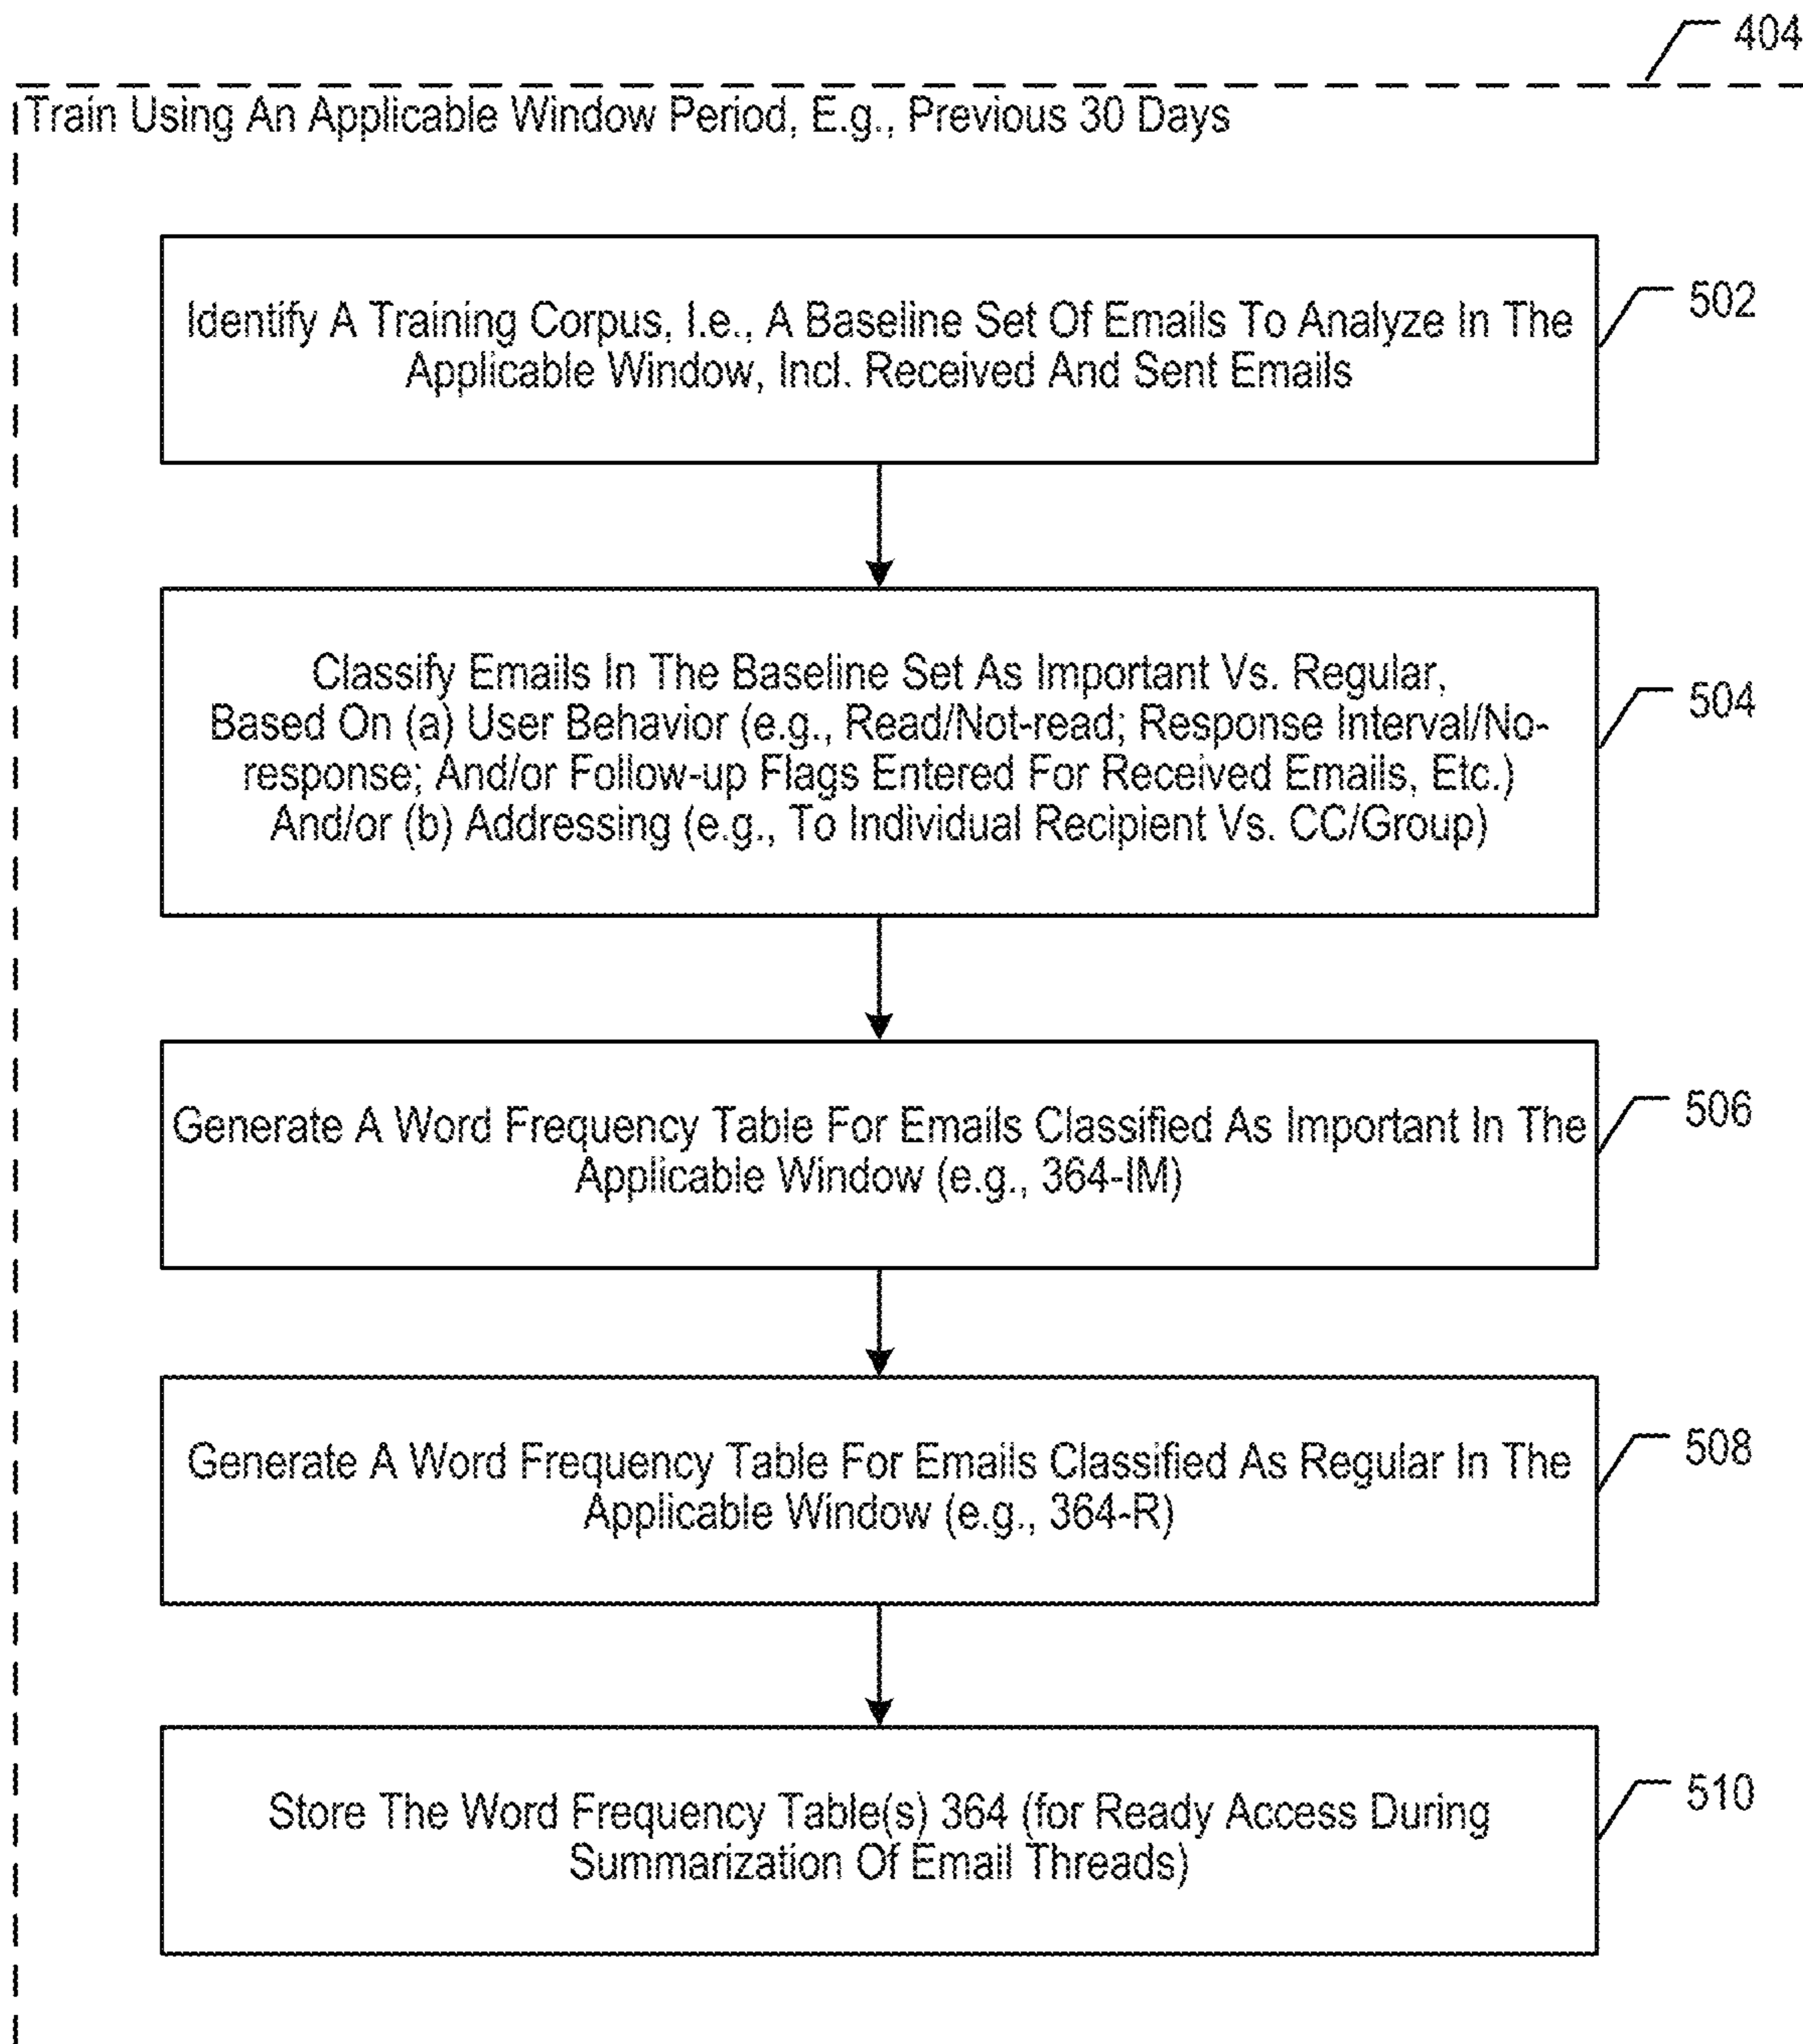 404
Train Using An Applicable Window Period, E.g., Previous 30 Days
Identify A Training Corpus, I.e., A Baseline Set Of Emails To Analyze In The
Applicable Window, Incl. Received And Sent Emails
502
Classify Emails In The Baseline Set As Important Vs. Regular,
Based On (a) User Behavior (e.g., Read/Not-read; Response Interval/No-
response; And/or Follow-up Flags Entered For Received Emails, Etc.)
And/or (b) Addressing (e.g., To Individual Recipient Vs. CC/Group)
504
Generate A Word Frequency Table For Emails Classified As Important In The
Applicable Window (e.g., 364-IM)
506
Generate A Word Frequency Table For Emails Classified As Regular In The
Applicable Window (e.g., 364-R)
508
Store The Word Frequency Table(s) 364 (for Ready Access During
Summarization Of Email Threads)
510